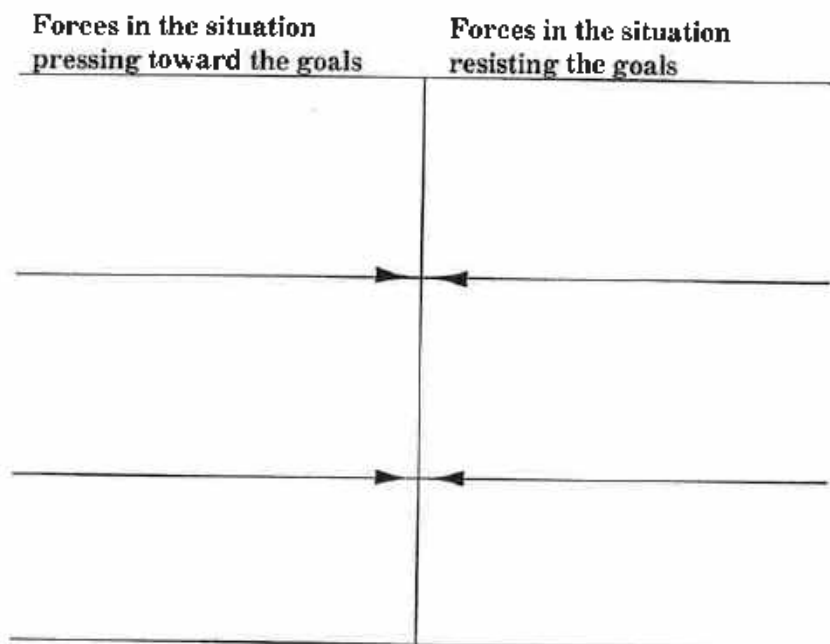 Forces in the situation
pressing toward the goals
Forces in the situation
resisting the goals